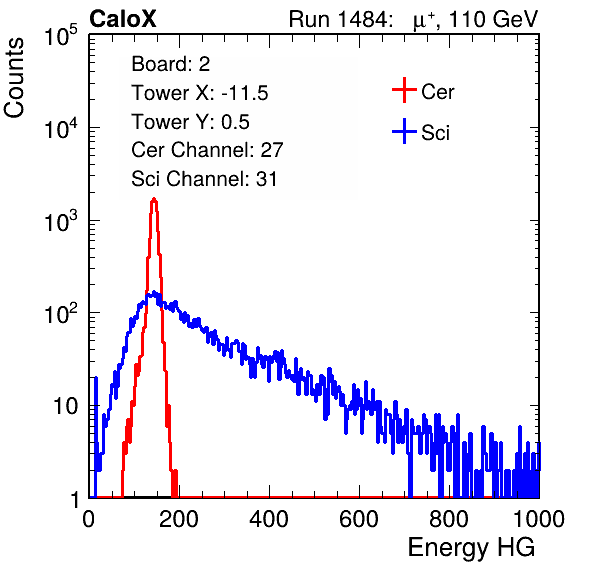 CaloX Run 1484: μ⁺, 110 GeV
Board: 2
Tower X: -11.5
Tower Y: 0.5
Cer Channel: 27
Sci Channel: 31
Cer
Sci
Counts
10⁵
10⁴
10³
10²
10
1
0 200 400 600 800 1000
Energy HG